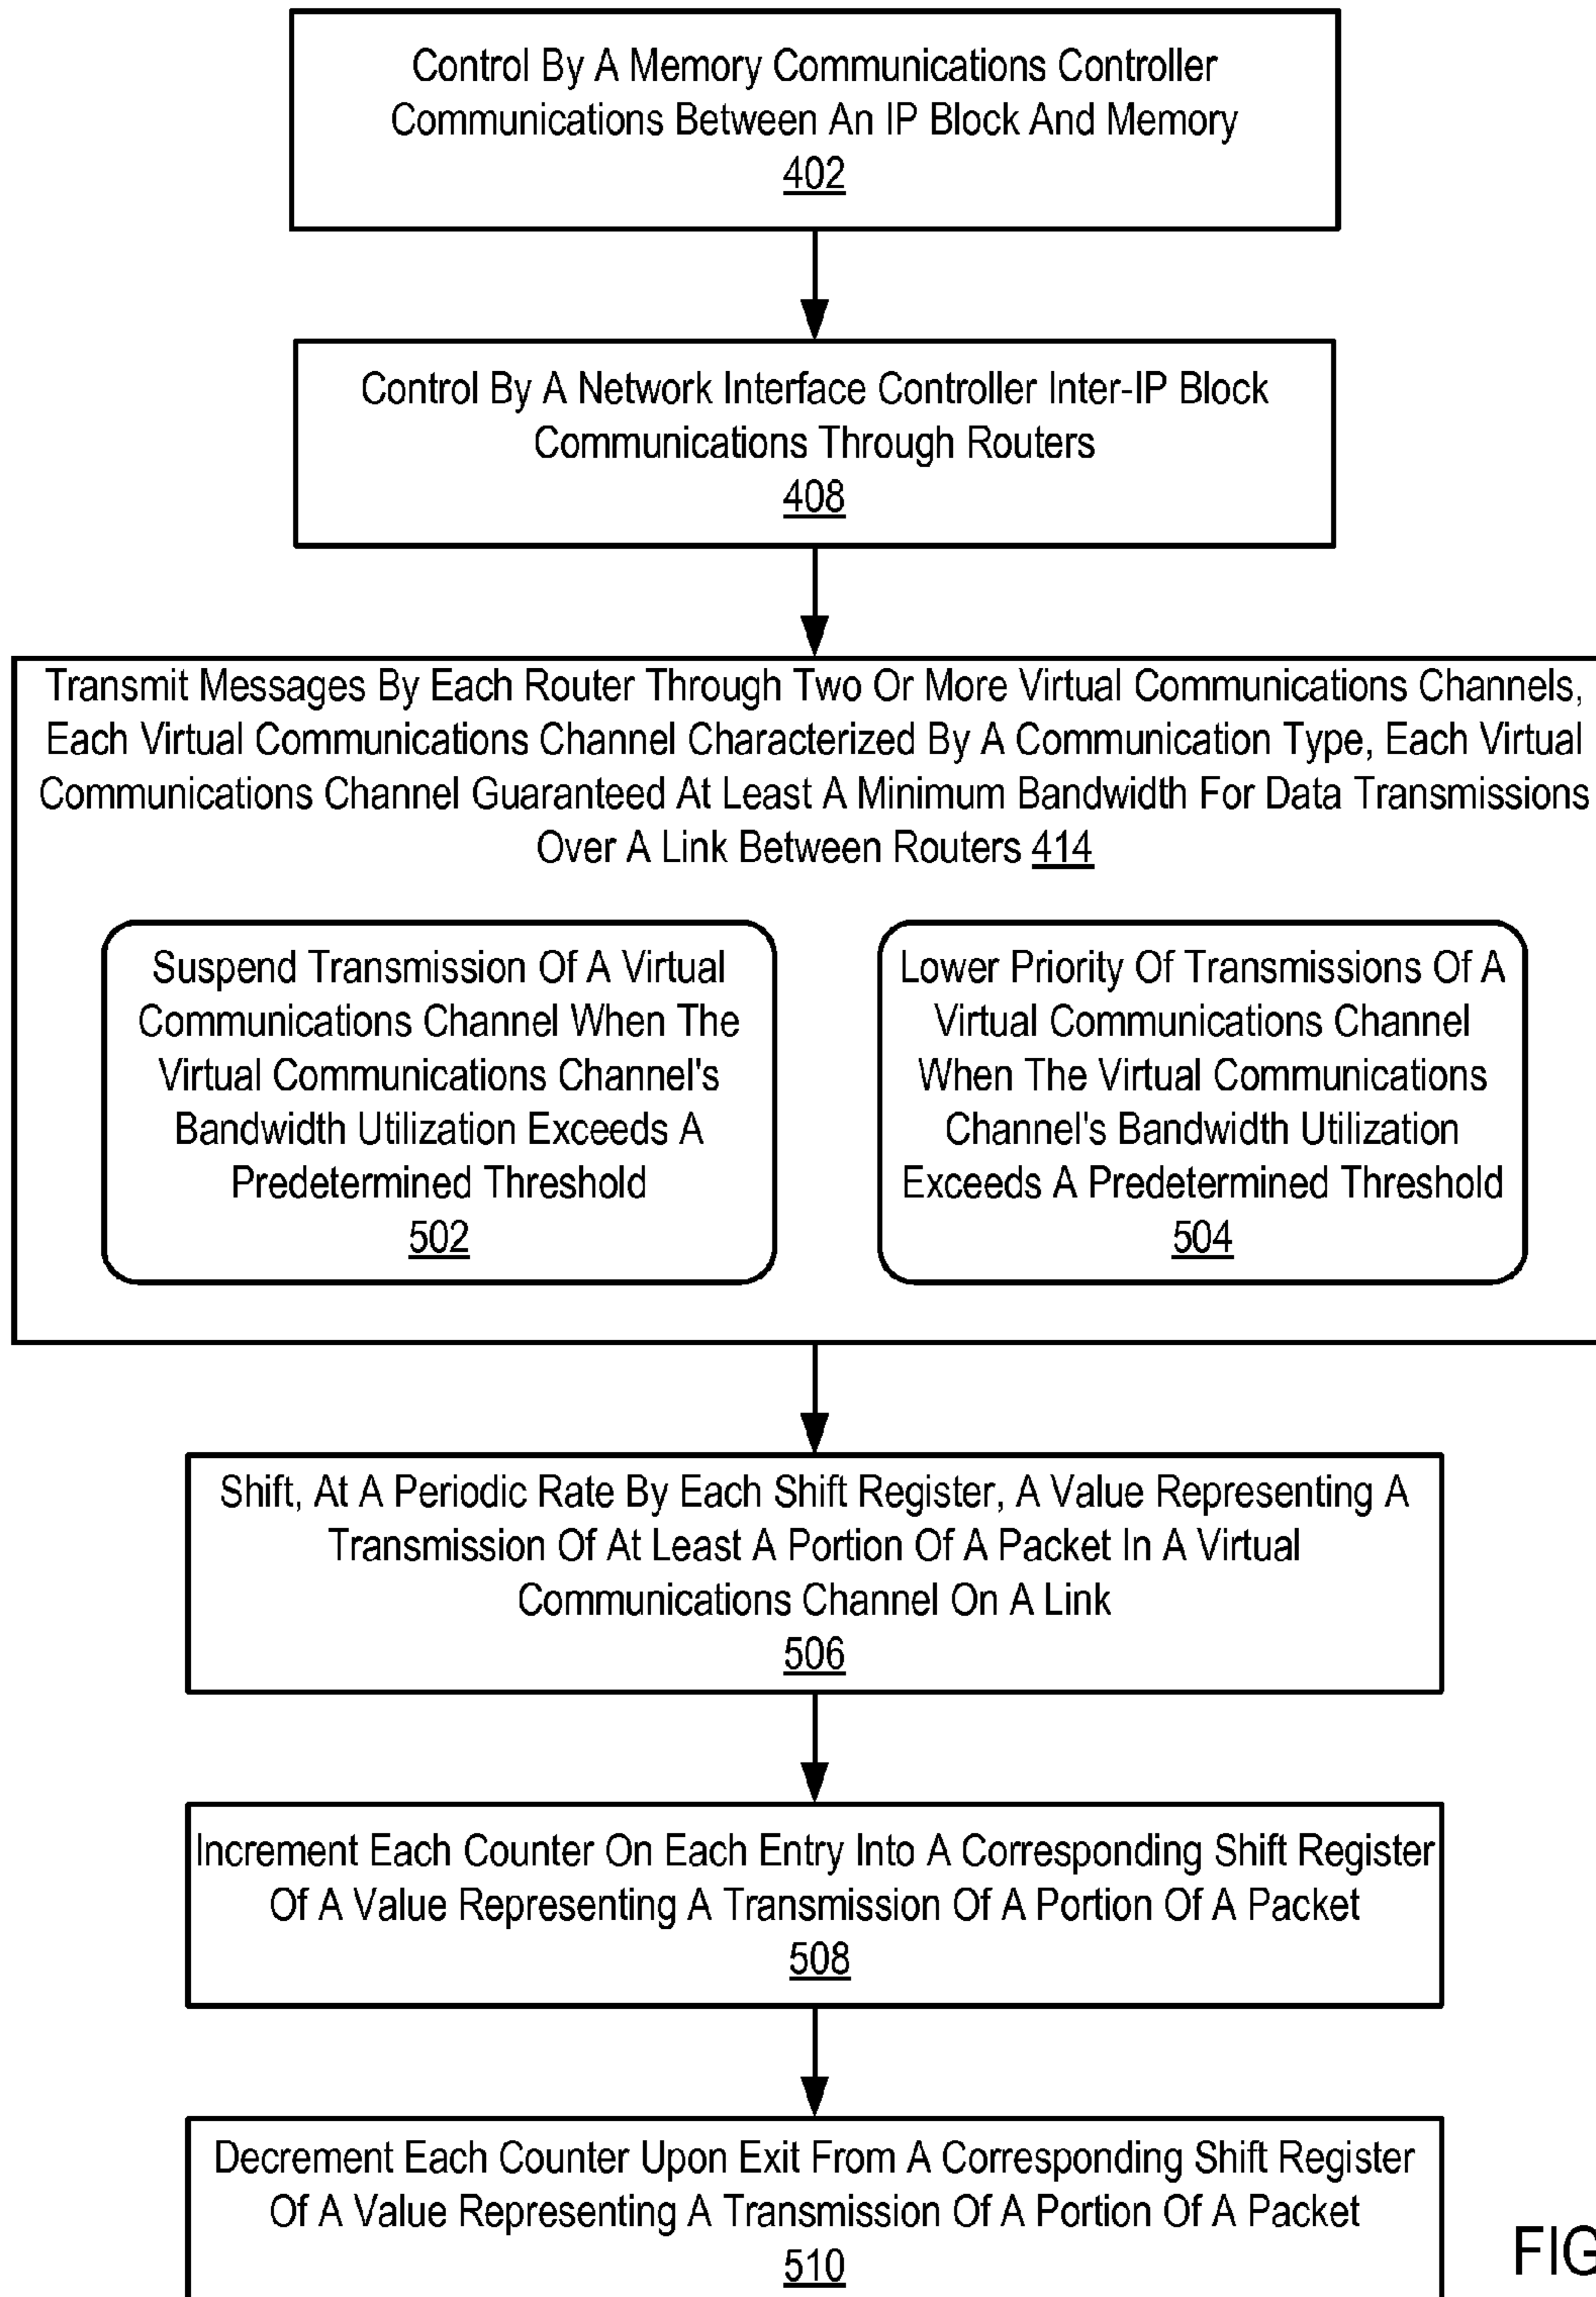 Control By A Memory Communications Controller
Communications Between An IP Block And Memory
402
Control By A Network Interface Controller Inter-IP Block
Communications Through Routers
408
Transmit Messages By Each Router Through Two Or More Virtual Communications Channels,
Each Virtual Communications Channel Characterized By A Communication Type, Each Virtual
Communications Channel Guaranteed At Least A Minimum Bandwidth For Data Transmissions
Over A Link Between Routers 414
Suspend Transmission Of A Virtual
Communications Channel When The
Virtual Communications Channel's
Bandwidth Utilization Exceeds A
Predetermined Threshold
502
Lower Priority Of Transmissions Of A
Virtual Communications Channel
When The Virtual Communications
Channel's Bandwidth Utilization
Exceeds A Predetermined Threshold
504
Shift, At A Periodic Rate By Each Shift Register, A Value Representing A
Transmission Of At Least A Portion Of A Packet In A Virtual
Communications Channel On A Link
506
Increment Each Counter On Each Entry Into A Corresponding Shift Register
Of A Value Representing A Transmission Of A Portion Of A Packet
508
Decrement Each Counter Upon Exit From A Corresponding Shift Register
Of A Value Representing A Transmission Of A Portion Of A Packet
510